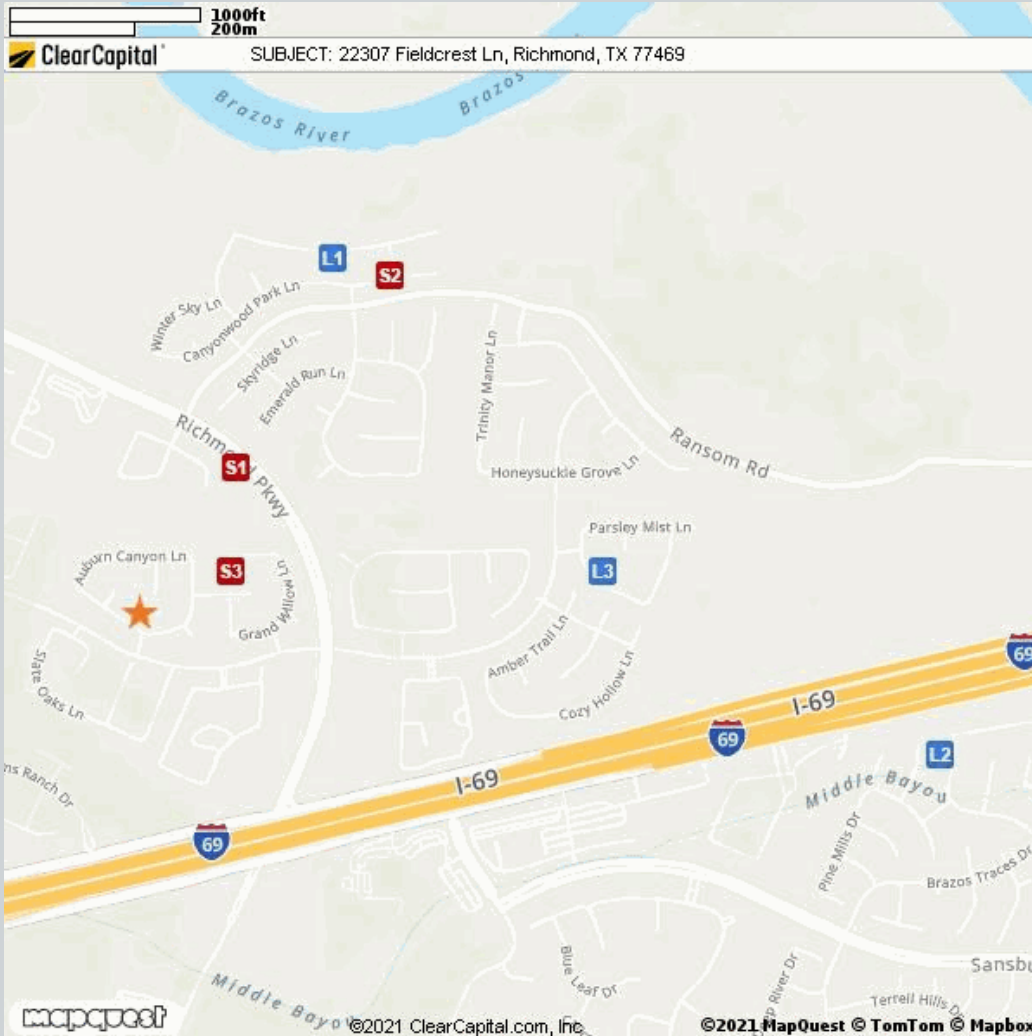 1000ft
200m
ClearCapital
SUBJECT: 22307 Fieldcrest Ln, Richmond, TX 77469
Brazos River
Brazos
L1
S2
Winter Sky Ln
Canyonwood Park Ln
Skyridge Ln
Emerald Run Ln
Trinity Manor Ln
Richmond Pkwy
S1
Ransom Rd
Honeysuckle Grove Ln
Parsley Mist Ln
Auburn Canyon Ln
S3
L3
Grand Willow Ln
Amber Trail Ln
Slate Oaks Ln
Cozy Hollow Ln
69
I-69
69
L2
I-69
Middle Bayou
ms Ranch Dr
69
Pine Mills Dr
Brazos Traces Dr
Blue Leaf Dr
Sansbu
p River Dr
Terrell Hills D
Middle Bayou
mapquest
©2021 ClearCapital.com, Inc
©2021 MapQuest © TomTom © Mapbox